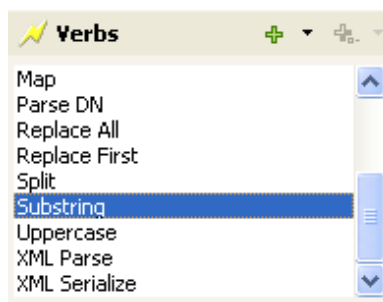 Verbs
Map
Parse DN
Replace All
Replace First
Split
Substring
Uppercase
XML Parse
XML Serialize